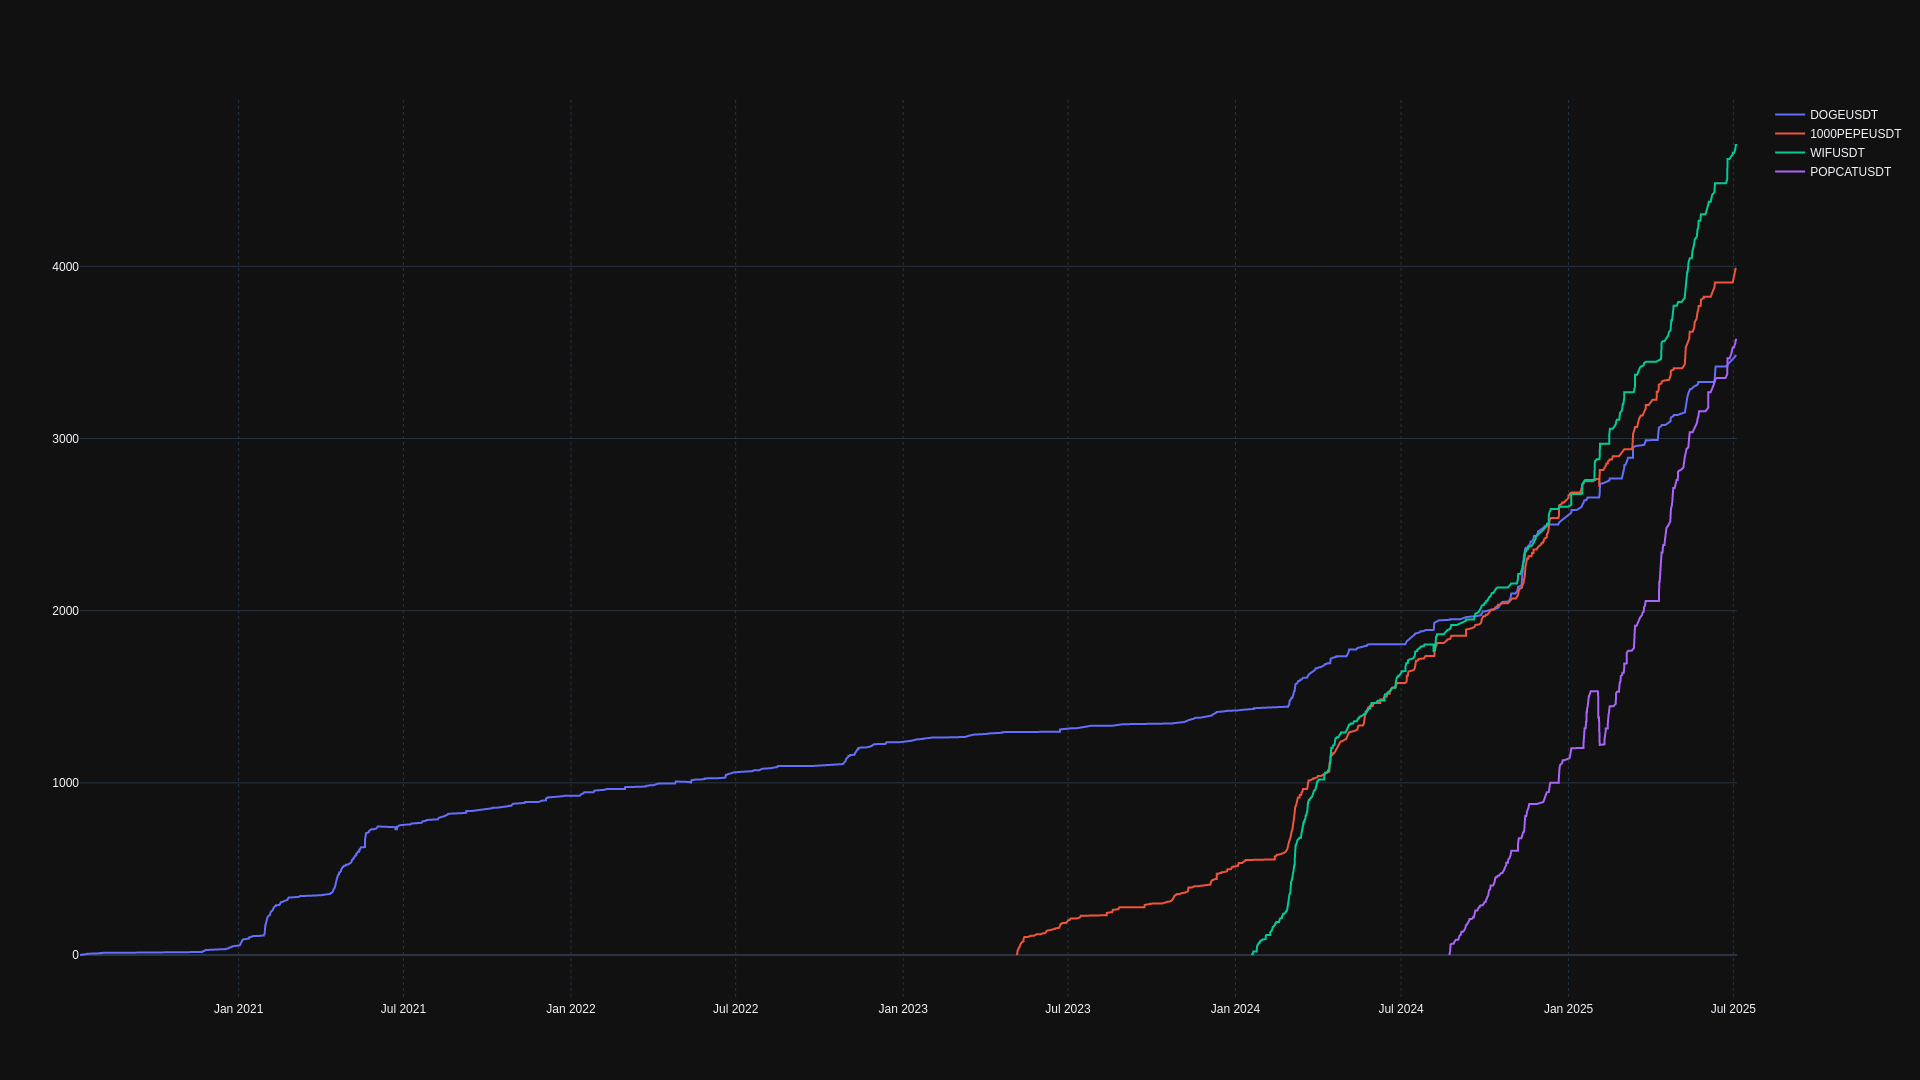 DOGEUSDT
1000PEPEUSDT
WIFUSDT
POPCATUSDT
4000
3000
2000
1000
0
Jan 2021
Jul 2021
Jan 2022
Jul 2022
Jan 2023
Jul 2023
Jan 2024
Jul 2024
Jan 2025
Jul 2025